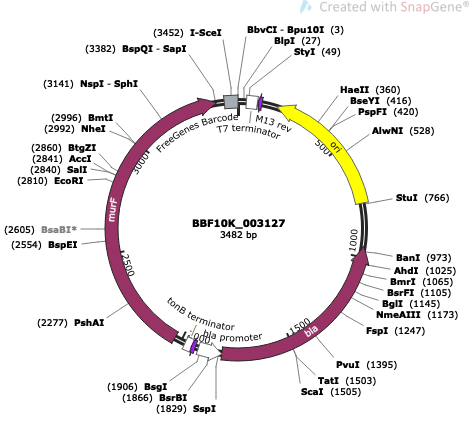 Created with SnapGene®
(3452) I-SceI
(3382) BspQI - SapI
(3141) NspI - SphI
(2996) BmtI
(2992) NheI
(2860) BtgZI
(2841) AccI
(2840) SalI
(2810) EcoRI
(2605) BsaBI*
(2554) BspEI
(2277) PshAI
(1906) BsgI
(1866) BsrBI
(1829) SspI
BbvCI - Bpu10I (3)
BlpI (27)
StyI (49)
HaeII (360)
BseYI (416)
PspFI (420)
AlwNI (528)
StuI (766)
BanI (973)
AhdI (1025)
BmrI (1065)
BsrFI (1105)
BglI (1145)
NmeAIII (1173)
FspI (1247)
PvuI (1395)
TatI (1503)
ScaI (1505)
FreeGenes Barcode
T7 terminator
M13 rev
ori
bla
bla promoter
tonB terminator
murF
500
1000
1500
2500
3000
BBF10K_003127
3482 bp